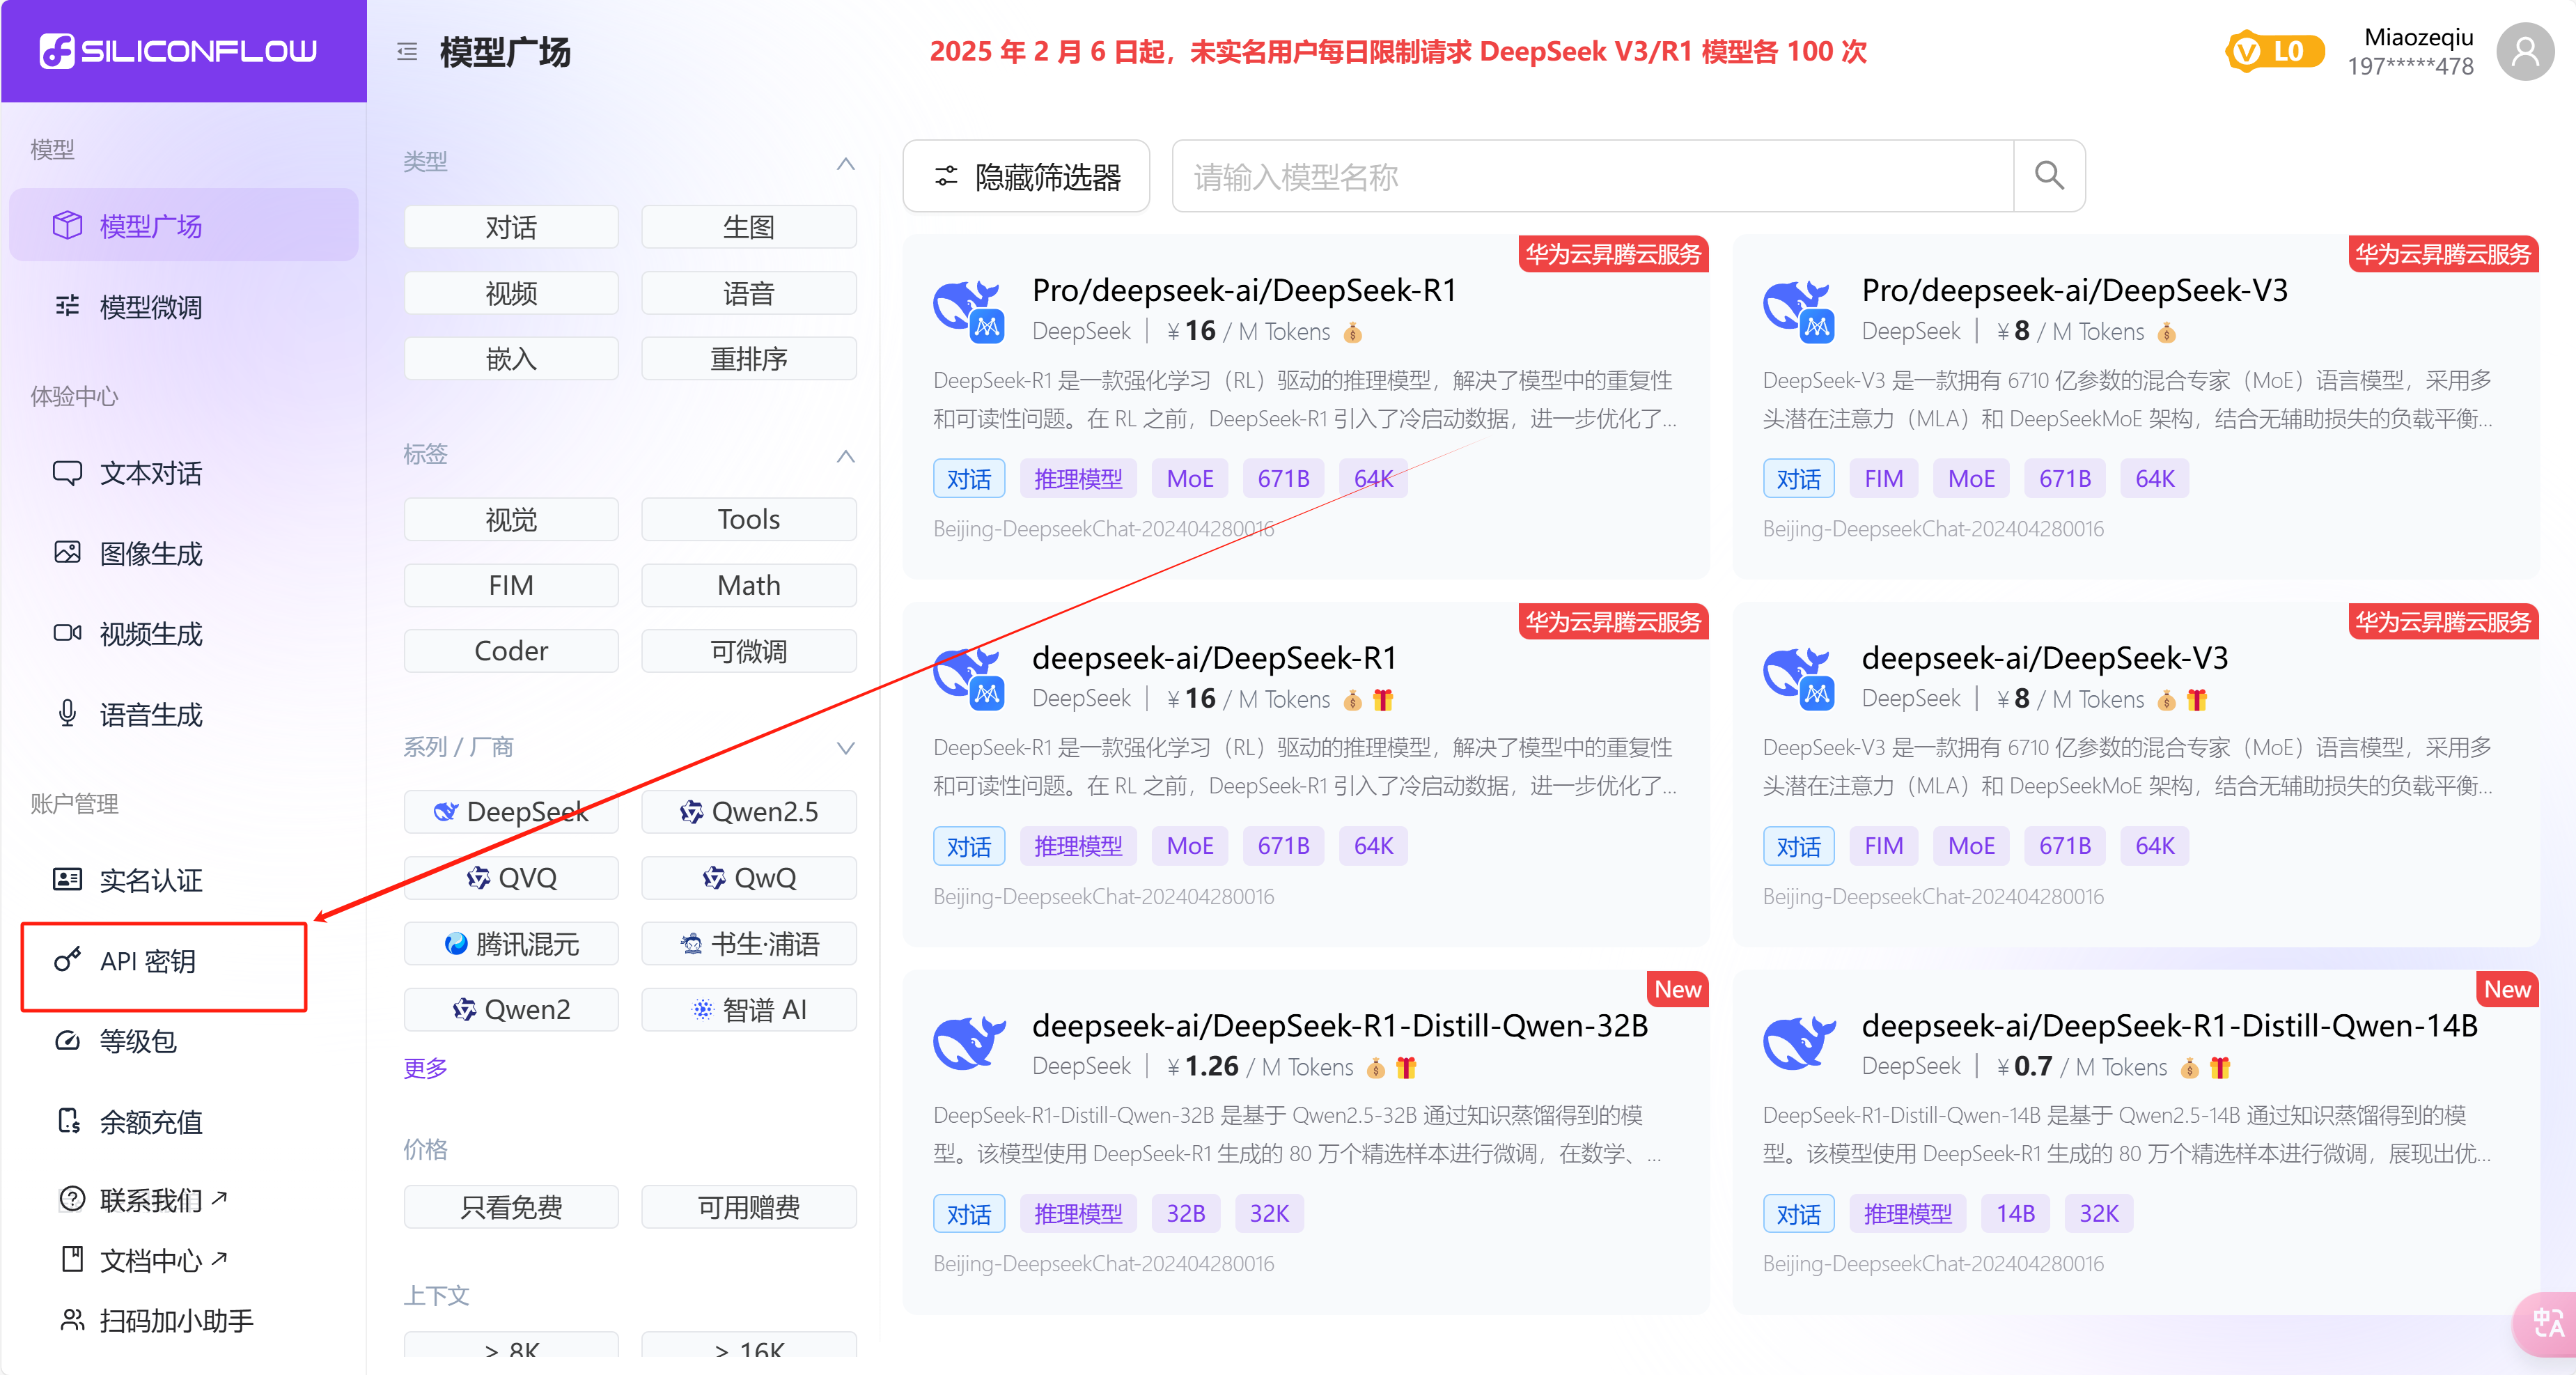 SILICONFLOW
模型广场
2025 年 2 月 6 日起，未实名用户每日限制请求 DeepSeek V3/R1 模型各 100 次
L0
Miaozeqiu
197*****478
模型
模型广场
模型微调
体验中心
文本对话
图像生成
视频生成
语音生成
账户管理
实名认证
API 密钥
等级包
余额充值
联系我们
文档中心
扫码加小助手
类型
对话
生图
视频
语音
嵌入
重排序
标签
视觉
Tools
FIM
Math
Coder
可微调
系列 / 厂商
DeepSeek
Qwen2.5
QVQ
QwQ
腾讯混元
书生·浦语
Qwen2
智谱 AI
更多
价格
只看免费
可用赠费
上下文
≥ 8K
≥ 16K
隐藏筛选器
请输入模型名称
华为云昇腾云服务
Pro/deepseek-ai/DeepSeek-R1
DeepSeek | ¥ 16 / M Tokens
DeepSeek-R1 是一款强化学习（RL）驱动的推理模型，解决了模型中的重复性
和可读性问题。在 RL 之前，DeepSeek-R1 引入了冷启动数据，进一步优化了...
对话 推理模型 MoE 671B 64K
Beijing-DeepseekChat-202404280016
华为云昇腾云服务
Pro/deepseek-ai/DeepSeek-V3
DeepSeek | ¥ 8 / M Tokens
DeepSeek-V3 是一款拥有 6710 亿参数的混合专家（MoE）语言模型，采用多
头潜在注意力（MLA）和 DeepSeekMoE 架构，结合无辅助损失的负载平衡...
对话 FIM MoE 671B 64K
Beijing-DeepseekChat-202404280016
华为云昇腾云服务
deepseek-ai/DeepSeek-R1
DeepSeek | ¥ 16 / M Tokens
DeepSeek-R1 是一款强化学习（RL）驱动的推理模型，解决了模型中的重复性
和可读性问题。在 RL 之前，DeepSeek-R1 引入了冷启动数据，进一步优化了...
对话 推理模型 MoE 671B 64K
Beijing-DeepseekChat-202404280016
华为云昇腾云服务
deepseek-ai/DeepSeek-V3
DeepSeek | ¥ 8 / M Tokens
DeepSeek-V3 是一款拥有 6710 亿参数的混合专家（MoE）语言模型，采用多
头潜在注意力（MLA）和 DeepSeekMoE 架构，结合无辅助损失的负载平衡...
对话 FIM MoE 671B 64K
Beijing-DeepseekChat-202404280016
New
deepseek-ai/DeepSeek-R1-Distill-Qwen-32B
DeepSeek | ¥ 1.26 / M Tokens
DeepSeek-R1-Distill-Qwen-32B 是基于 Qwen2.5-32B 通过知识蒸馏得到的模
型。该模型使用 DeepSeek-R1 生成的 80 万个精选样本进行微调，在数学、...
对话 推理模型 32B 32K
Beijing-DeepseekChat-202404280016
New
deepseek-ai/DeepSeek-R1-Distill-Qwen-14B
DeepSeek | ¥ 0.7 / M Tokens
DeepSeek-R1-Distill-Qwen-14B 是基于 Qwen2.5-14B 通过知识蒸馏得到的模
型。该模型使用 DeepSeek-R1 生成的 80 万个精选样本进行微调，展现出优...
对话 推理模型 14B 32K
Beijing-DeepseekChat-202404280016
中A